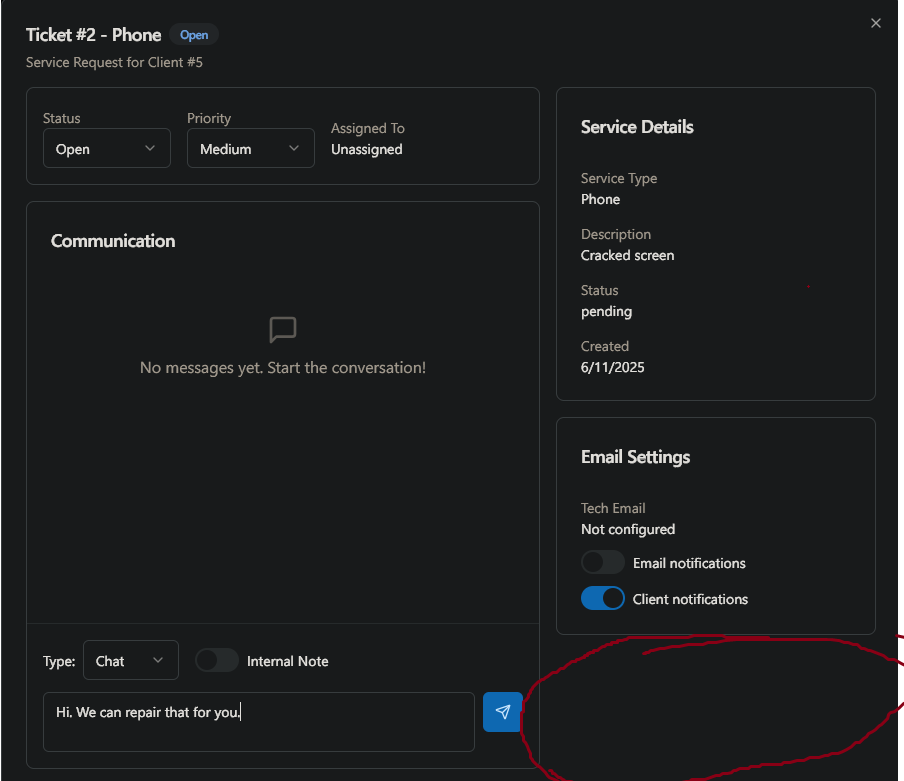 Ticket #2 - Phone Open
Service Request for Client #5
Status
Open
Priority
Medium
Assigned To
Unassigned
Communication
No messages yet. Start the conversation!
Type: Chat Internal Note
Hi. We can repair that for you.
Service Details
Service Type
Phone
Description
Cracked screen
Status
pending
Created
6/11/2025
Email Settings
Tech Email
Not configured
Email notifications
Client notifications